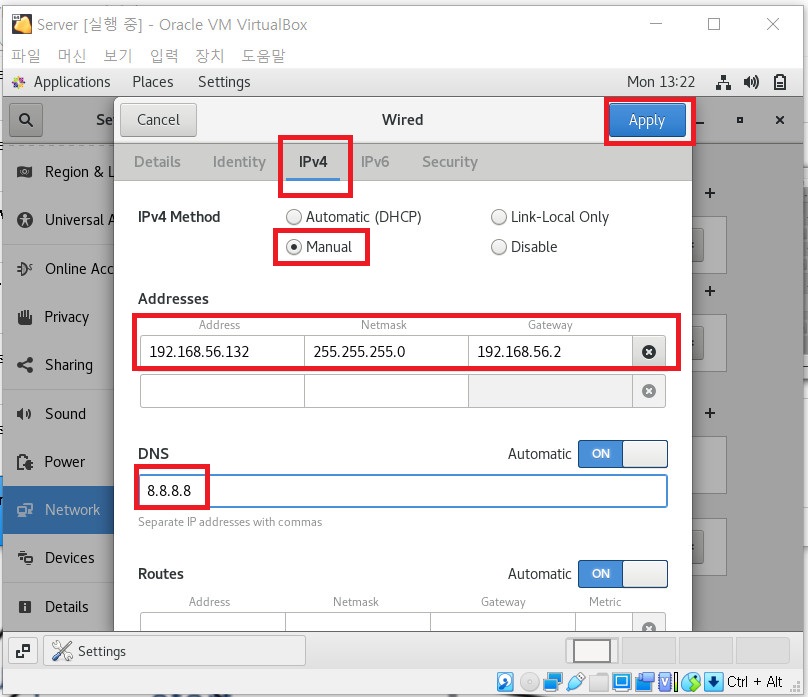 Server [실행 중] - Oracle VM VirtualBox
파일 머신 보기 입력 장치 도움말
Applications Places Settings Mon 13:22
Se Cancel Wired Apply
Details Identity IPv4 IPv6 Security
Region & L
Universal A
Online Acc
Privacy
Sharing
Sound
Power
Network
Devices
Details
IPv4 Method Automatic (DHCP) Link-Local Only
Manual Disable
Addresses
Address Netmask Gateway
192.168.56.132 255.255.255.0 192.168.56.2
DNS Automatic ON
8.8.8.8
Separate IP addresses with commas
Routes Automatic ON
Address Netmask Gateway Metric
Settings
Ctrl + Alt